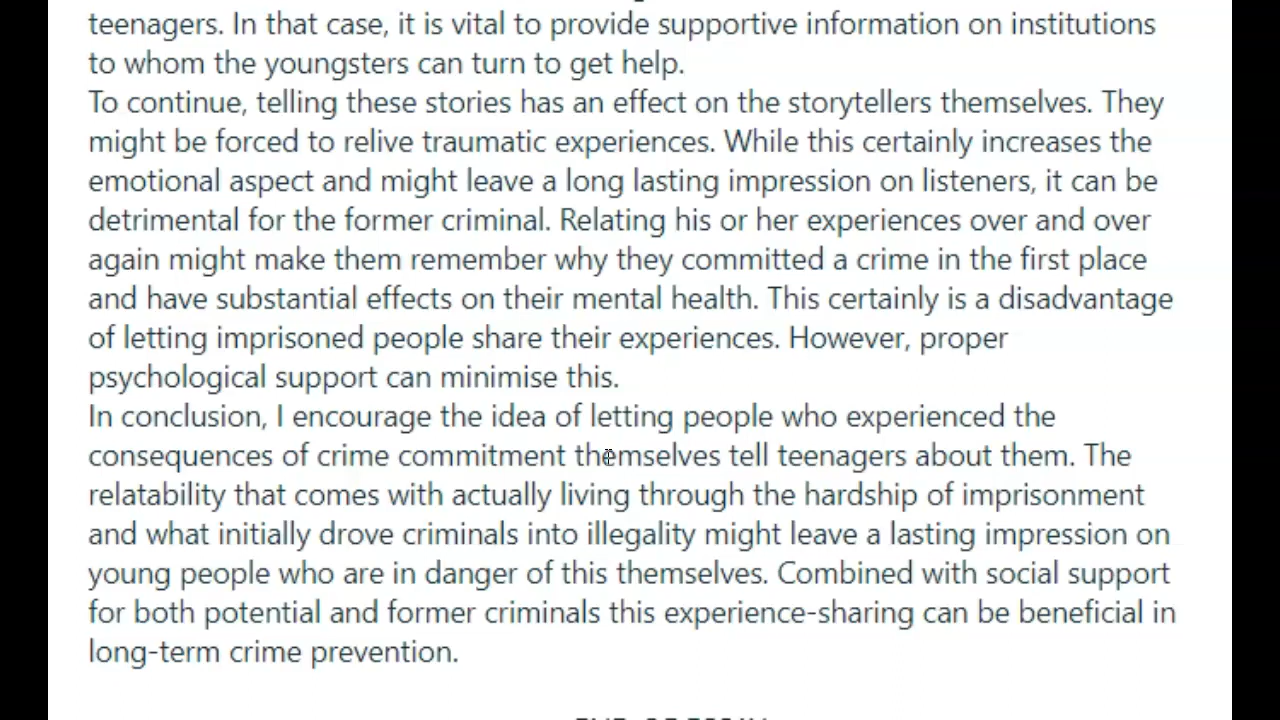 teenagers. In that case, it is vital to provide supportive information on institutions
to whom the youngsters can turn to get help.
To continue, telling these stories has an effect on the storytellers themselves. They
might be forced to relive traumatic experiences. While this certainly increases the
emotional aspect and might leave a long lasting impression on listeners, it can be
detrimental for the former criminal. Relating his or her experiences over and over
again might make them remember why they committed a crime in the first place
and have substantial effects on their mental health. This certainly is a disadvantage
of letting imprisoned people share their experiences. However, proper
psychological support can minimise this.
In conclusion, I encourage the idea of letting people who experienced the
consequences of crime commitment themselves tell teenagers about them. The
relatability that comes with actually living through the hardship of imprisonment
and what initially drove criminals into illegality might leave a lasting impression on
young people who are in danger of this themselves. Combined with social support
for both potential and former criminals this experience-sharing can be beneficial in
long-term crime prevention.